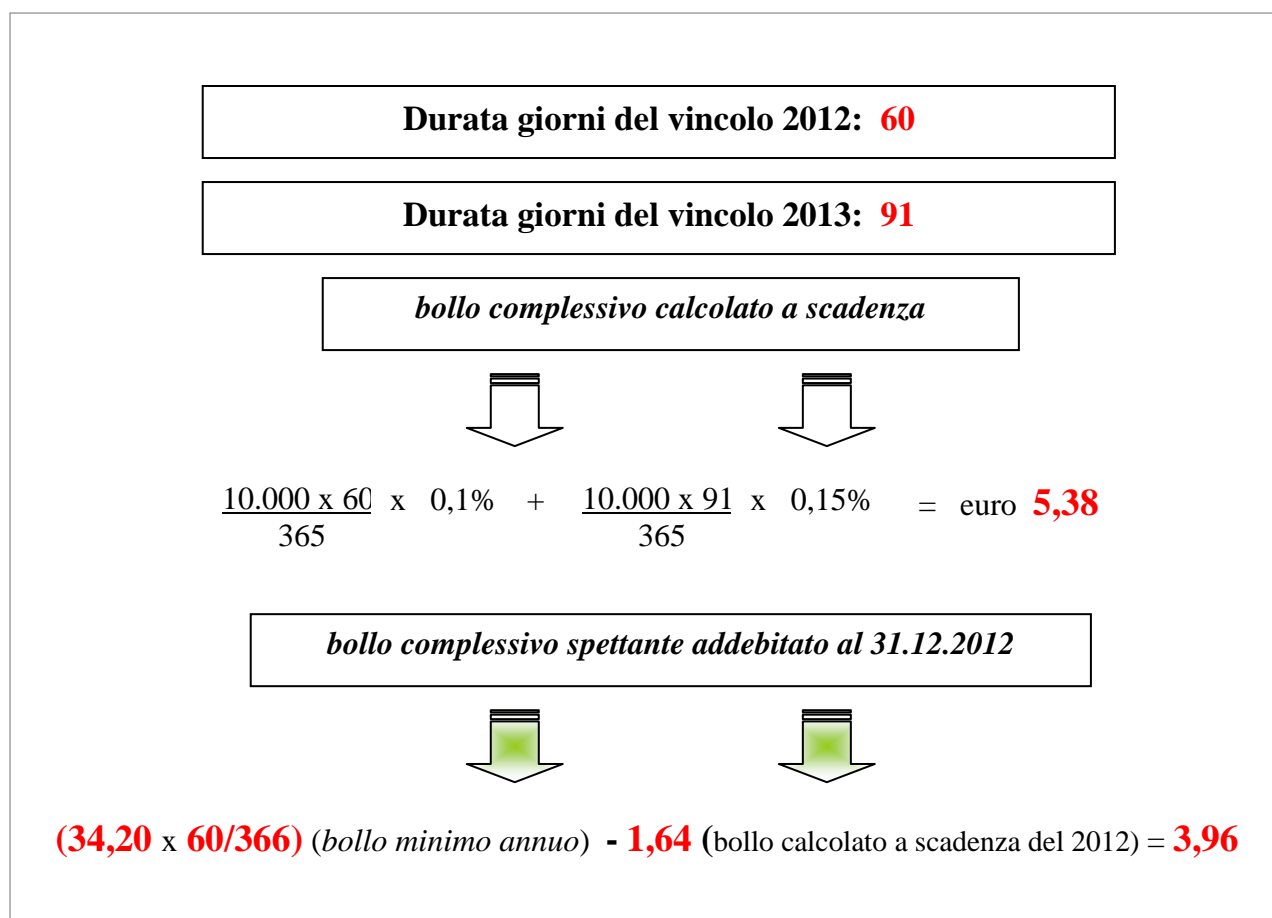 Durata giorni del vincolo 2012: 60
Durata giorni del vincolo 2013: 91
bollo complessivo calcolato a scadenza
10.000 x 60 x 0,1% + 10.000 x 91 x 0,15% = euro 5,38
365 365
bollo complessivo spettante addebitato al 31.12.2012
(34,20 x 60/366) (bollo minimo annuo) - 1,64 (bollo calcolato a scadenza del 2012) = 3,96